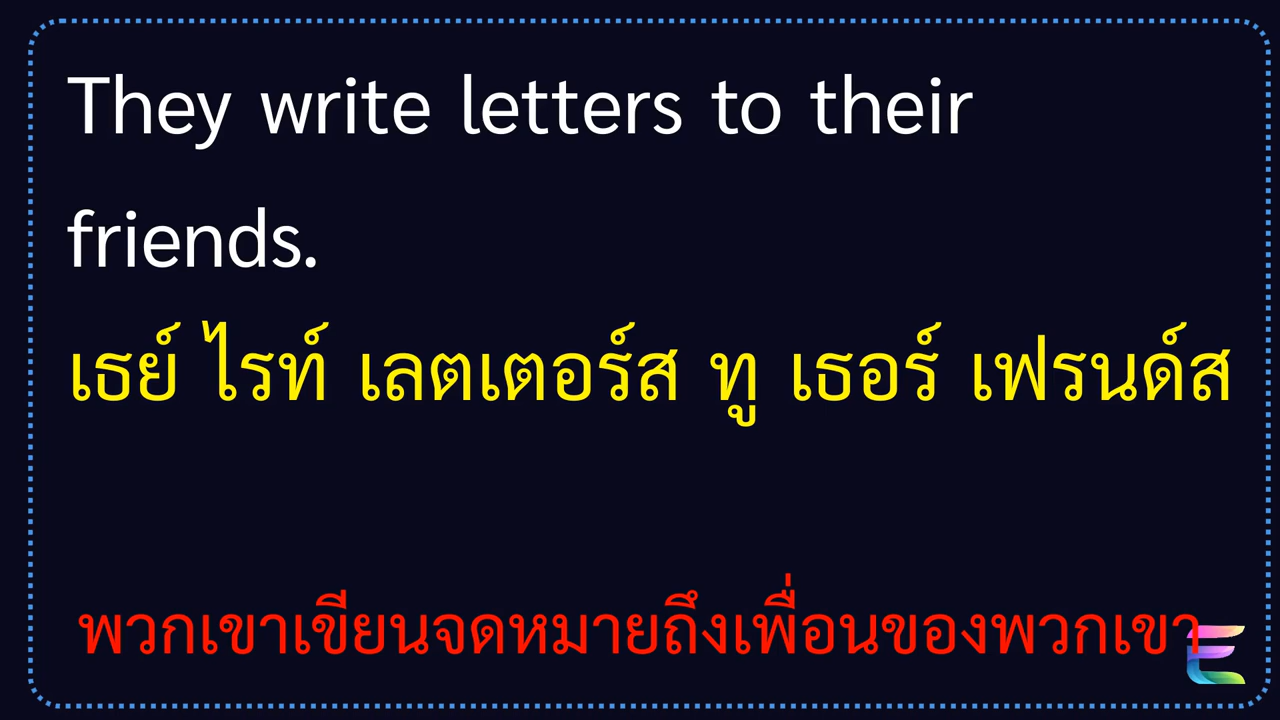 They write letters to their
friends.
เธย์ ไรท์ เลตเตอร์ส ทู เธอร์ เฟรนด์ส
พวกเขาเขียนจดหมายถึงเพื่อนของพวกเขา